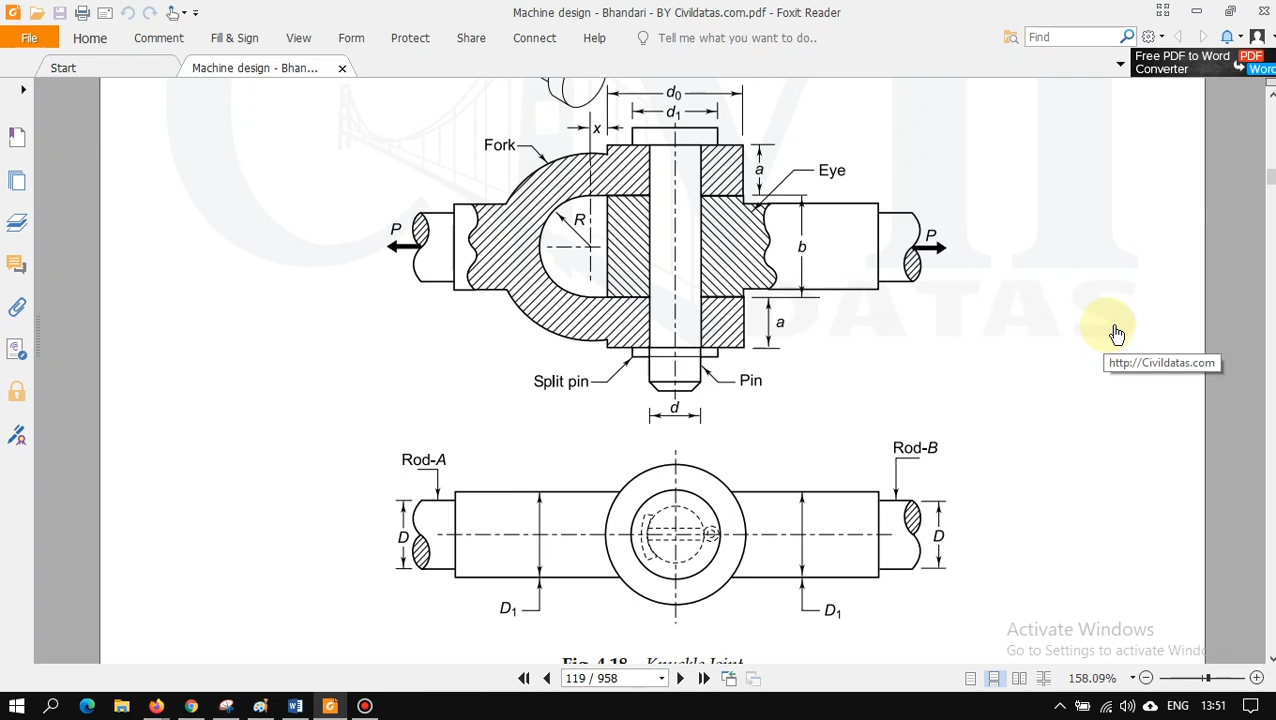 Machine design - Bhandari - BY Civildatas.com.pdf - Foxit Reader
File Home Comment Fill & Sign View Form Protect Share Connect Help Tell me what you want to do.. Find
Start Machine design - Bhan... Free PDF to Word Converter PDF Word
d0
d1
x
Fork
a
Eye
R
P
b
P
a
DATAS
http://Civildatas.com
Split pin
Pin
d
Rod-A
Rod-B
D
D
D1
D1
Activate Windows
Go to Settings to activate Windo
Fig. 4.18 Knuckle Joint
119 / 958
158.09%
ENG 13:51